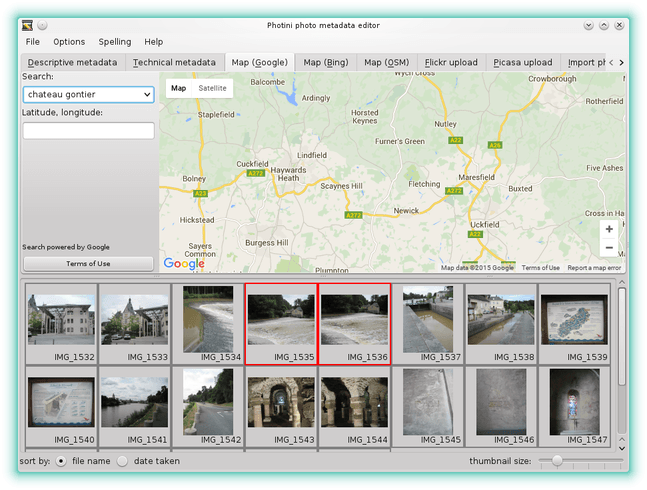 Photini photo metadata editor
File Options Spelling Help
Descriptive metadata Technical metadata Map (Google) Map (Bing) Map (OSM) Flickr upload Picasa upload Import ph
Search:
chateau gontier
Latitude, longitude:
Search powered by Google
Terms of Use
Map Satellite
Wych Cross
Crowborough
Balcombe
Ardingly
Rotherfield
Staplefield
Horsted
Keynes
Nutley
A22
A26
Furner's Green
Lindfield
Cuckfield
Haywards
Heath
A272
Five Ashes
Bolney
A23
Scaynes Hill
Fletching
A272
Maresfield
Buxted
A272
Newick
Cross in Ha
Hickstead
Uckfield
A22
Burgess Hill
Sayers
Common
Plumpton
+
−
Google
Map data ©2015 Google Terms of Use Report a map error
IMG_1532 IMG_1533 IMG_1534 IMG_1535 IMG_1536 IMG_1537 IMG_1538 IMG_1539
IMG_1540 IMG_1541 IMG_1542 IMG_1543 IMG_1544 IMG_1545 IMG_1546 IMG_1547
sort by: file name date taken thumbnail size: